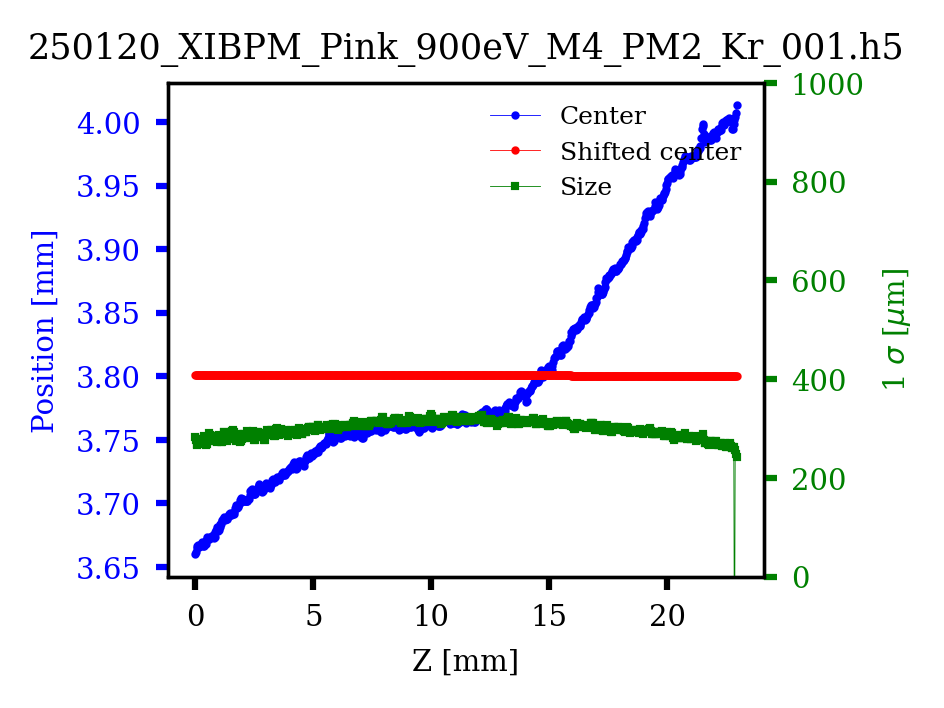 250120_XIBPM_Pink_900eV_M4_PM2_Kr_001.h5
Center
Shifted center
Size
Position [mm]
4.00
3.95
3.90
3.85
3.80
3.75
3.70
3.65
1000
800
600
400
200
0
1 σ [μm]
0 5 10 15 20
Z [mm]